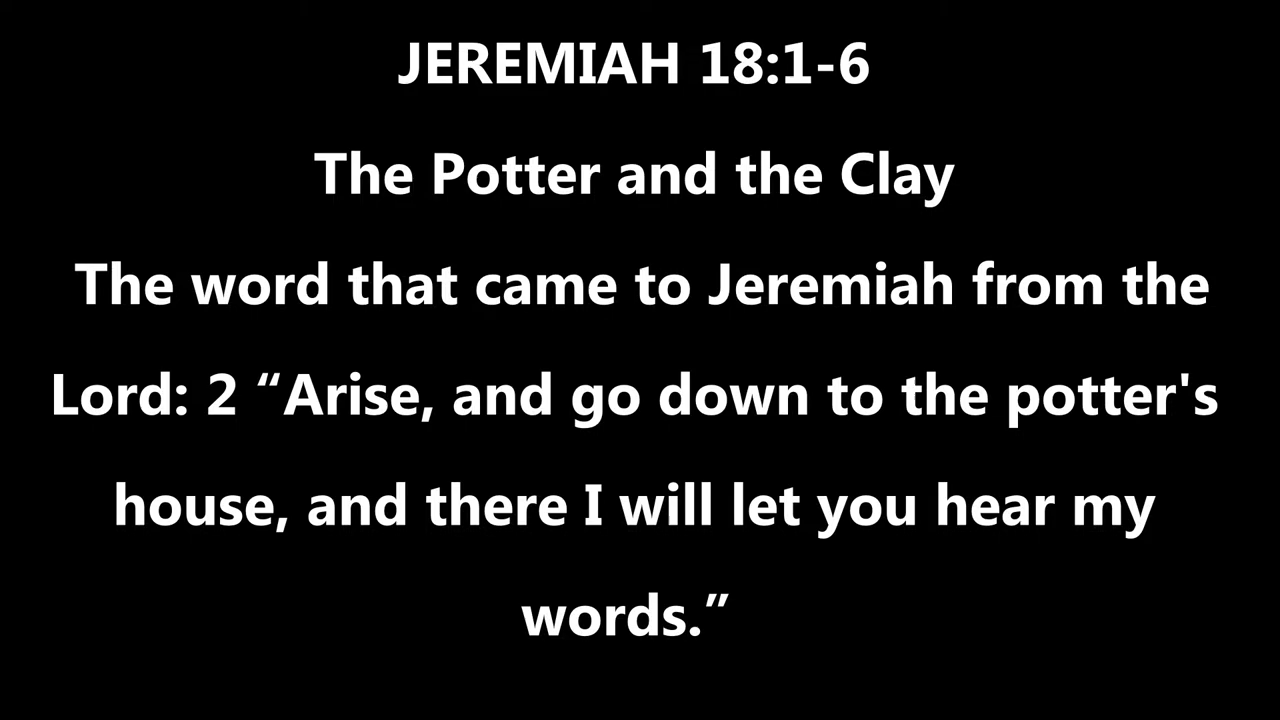 JEREMIAH 18:1-6
The Potter and the Clay
The word that came to Jeremiah from the
Lord: 2 “Arise, and go down to the potter's
house, and there I will let you hear my
words.”